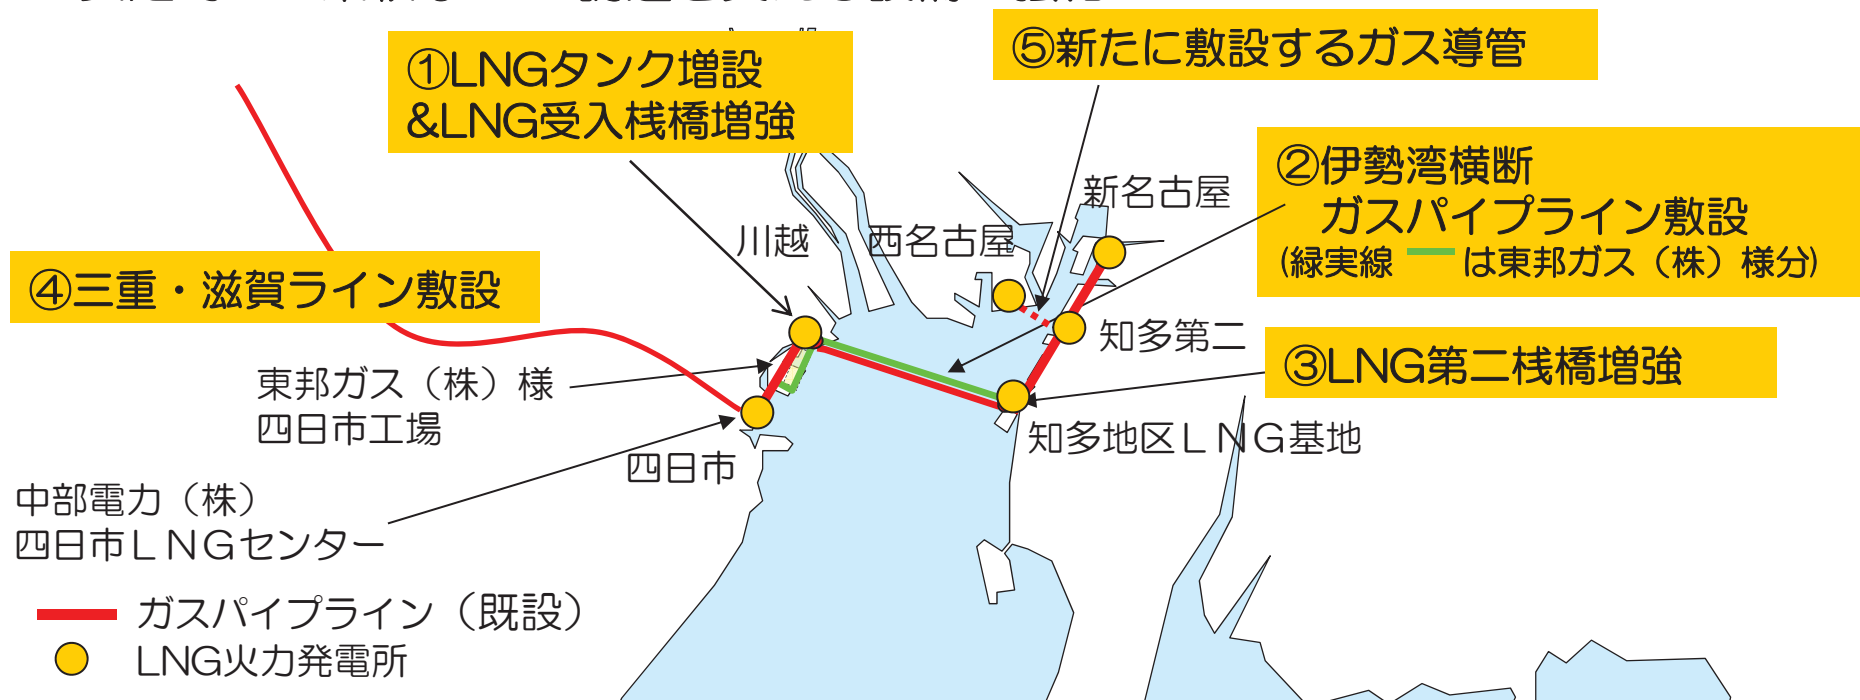 ①LNGタンク増設
&LNG受入桟橋増強
⑤新たに敷設するガス導管
②伊勢湾横断
ガスパイプライン敷設
(緑実線 は東邦ガス（株）様分)
新名古屋
川越
西名古屋
④三重・滋賀ライン敷設
知多第二
③LNG第二桟橋増強
東邦ガス（株）様
四日市工場
知多地区ＬＮＧ基地
四日市
中部電力（株）
四日市ＬＮＧセンター
ガスパイプライン（既設）
LNG火力発電所